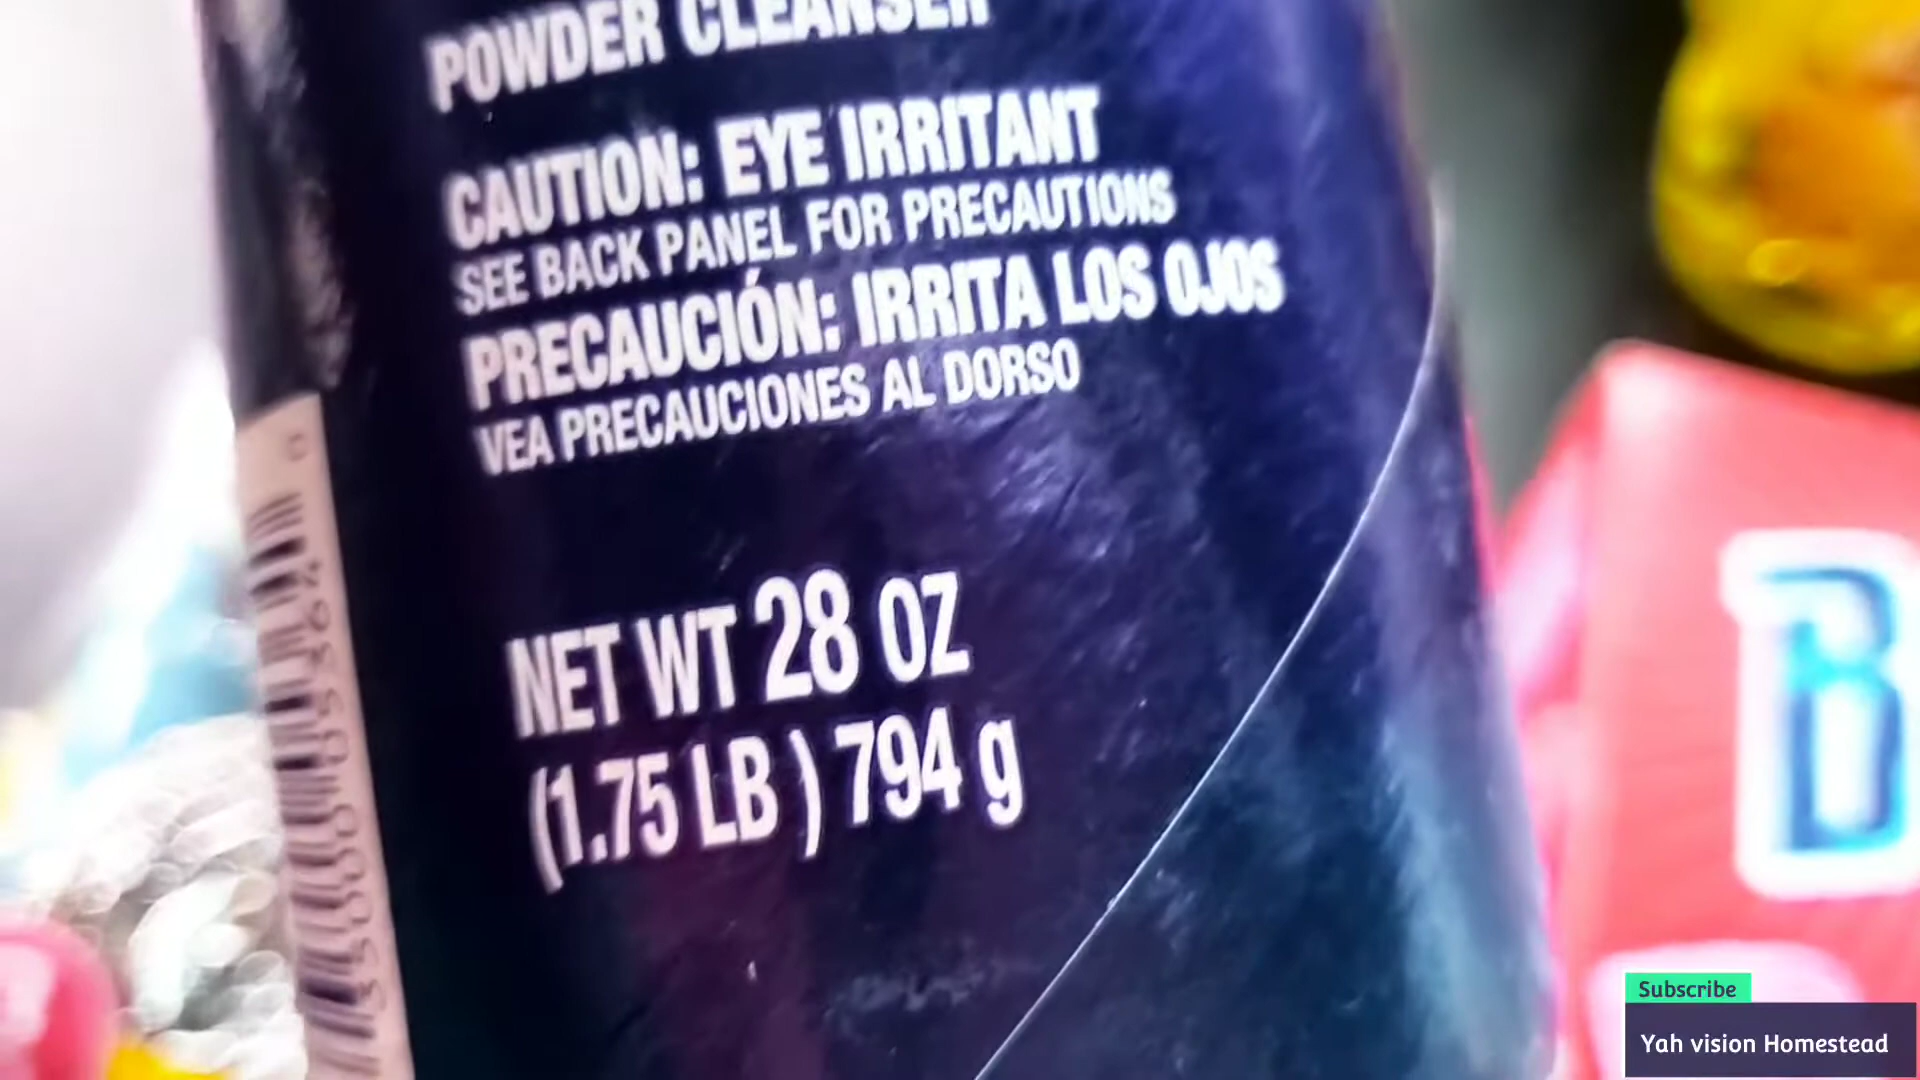 POWDER CLEANSER
CAUTION: EYE IRRITANT
SEE BACK PANEL FOR PRECAUTIONS
PRECAUCIÓN: IRRITA LOS OJOS
VEA PRECAUCIONES AL DORSO
NET WT 28 OZ
(1.75 LB ) 794 g
B
Subscribe
Yah vision Homestead